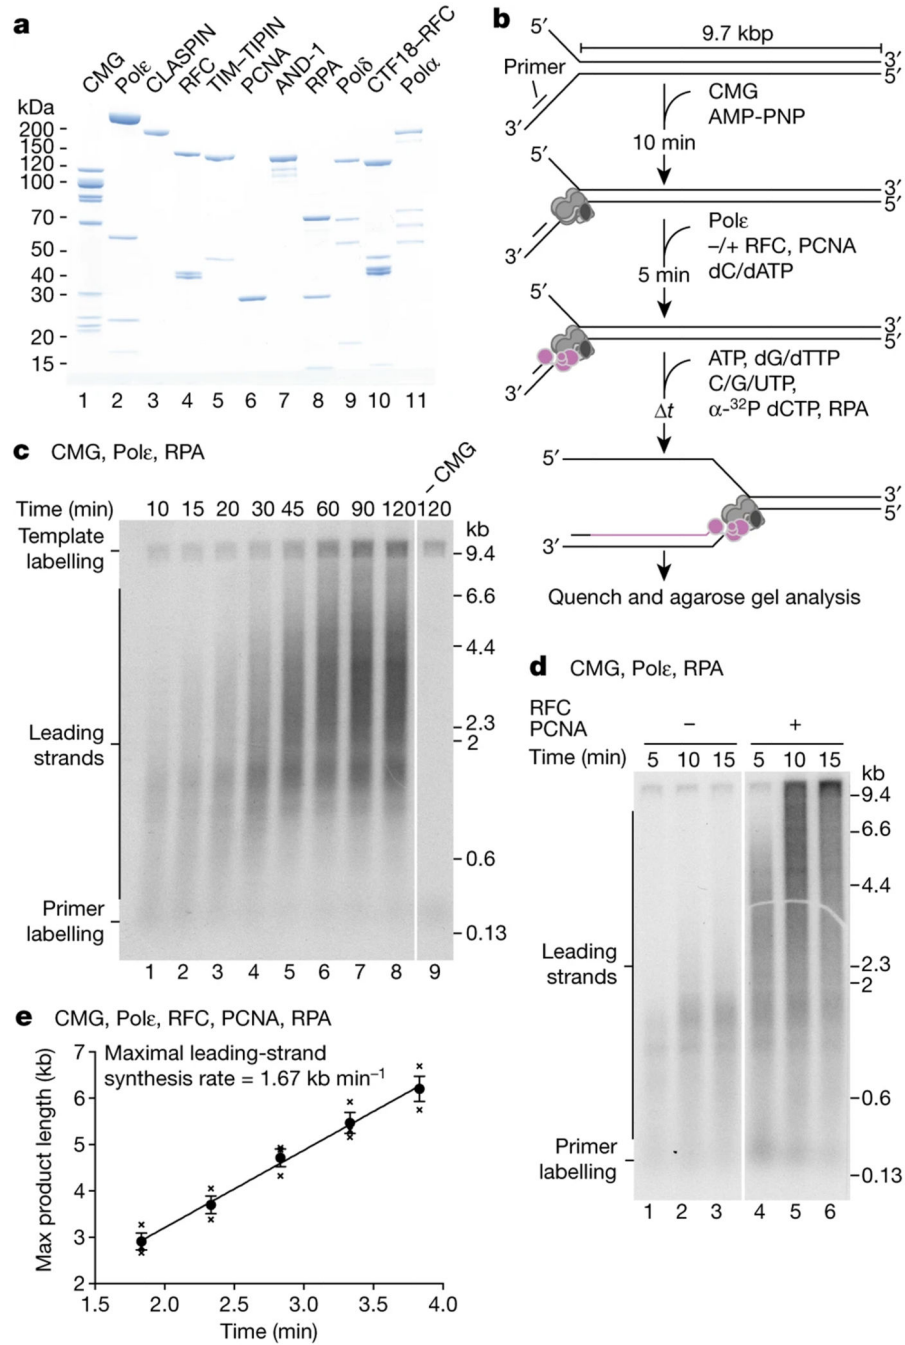 a
CMG
Polε
CLASPIN
RFC
TIM–TIPIN
PCNA
AND-1
RPA
Polδ
CTF18–RFC
Polα
kDa
200
150
120
100
70
50
40
30
20
15
1 2 3 4 5 6 7 8 9 10 11
b
5′
9.7 kbp
3′
5′
Primer
3′
CMG
AMP-PNP
10 min
5′
3′
5′
3′
Polε
–/+ RFC, PCNA
dC/dATP
5 min
5′
3′
5′
3′
ATP, dG/dTTP
C/G/UTP,
α-³²P dCTP, RPA
Δt
5′
3′
5′
3′
Quench and agarose gel analysis
c CMG, Polε, RPA
– CMG
Time (min) 10 15 20 30 45 60 90 120 120
Template
labelling
kb
9.4
6.6
4.4
2.3
2
0.6
0.13
Leading
strands
Primer
labelling
1 2 3 4 5 6 7 8 9
d CMG, Polε, RPA
RFC
PCNA – +
Time (min) 5 10 15 5 10 15
kb
9.4
6.6
4.4
2.3
2
0.6
0.13
Leading
strands
Primer
labelling
1 2 3 4 5 6
e CMG, Polε, RFC, PCNA, RPA
Maximal leading-strand
synthesis rate = 1.67 kb min⁻¹
Max product length (kb)
7
6
5
4
3
2
1.5 2.0 2.5 3.0 3.5 4.0
Time (min)